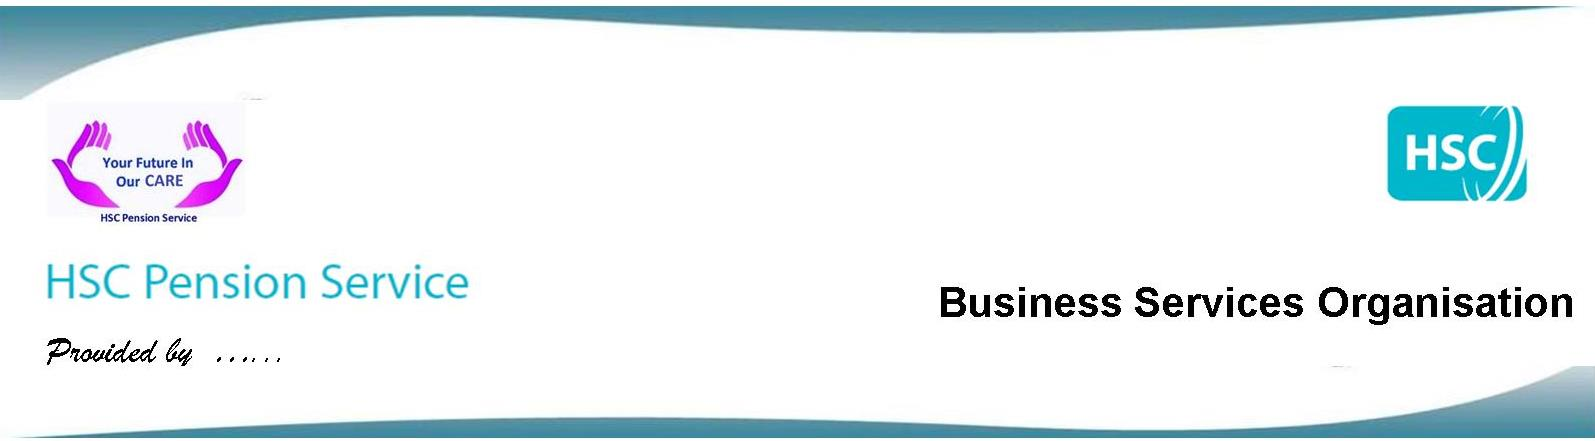 Your Future In
Our CARE
HSC Pension Service
HSC
HSC Pension Service
Business Services Organisation
Provided by ......